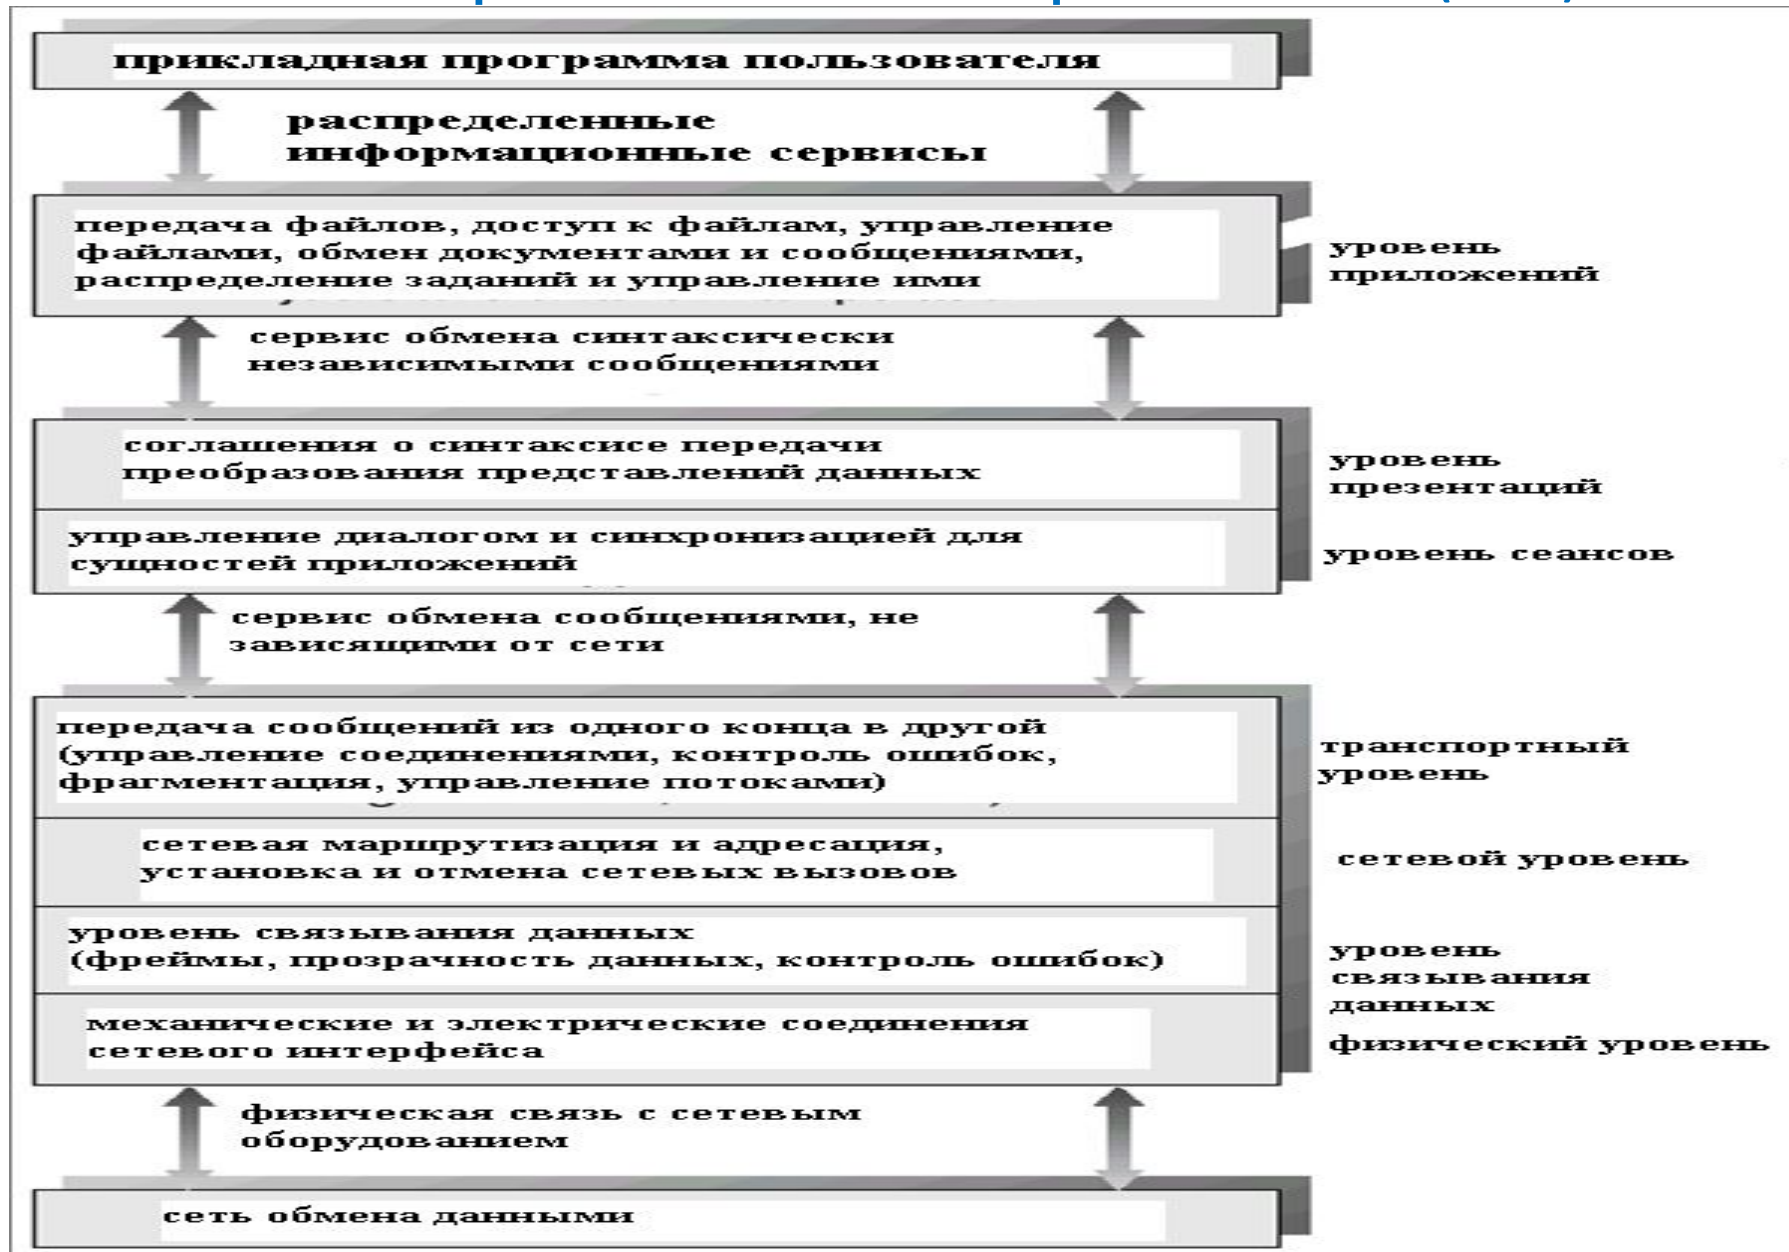 прикладная программа пользователя
распределенные
информационные сервисы
передача файлов, доступ к файлам, управление
файлами, обмен документами и сообщениями,
распределение заданий и управление ими
уровень
приложений
сервис обмена синтаксически
независимыми сообщениями
соглашения о синтаксисе передачи
преобразования представлений данных
уровень
презентаций
управление диалогом и синхронизацией для
сущностей приложений
уровень сеансов
сервис обмена сообщениями, не
зависящими от сети
передача сообщений из одного конца в другой
(управление соединениями, контроль ошибок,
фрагментация, управление потоками)
транспортный
уровень
сетевая маршрутизация и адресация,
установка и отмена сетевых вызовов
сетевой уровень
уровень связывания данных
(фреймы, прозрачность данных, контроль ошибок)
уровень
связывания
данных
механические и электрические соединения
сетевого интерфейса
физический уровень
физическая связь с сетевым
оборудованием
сеть обмена данными